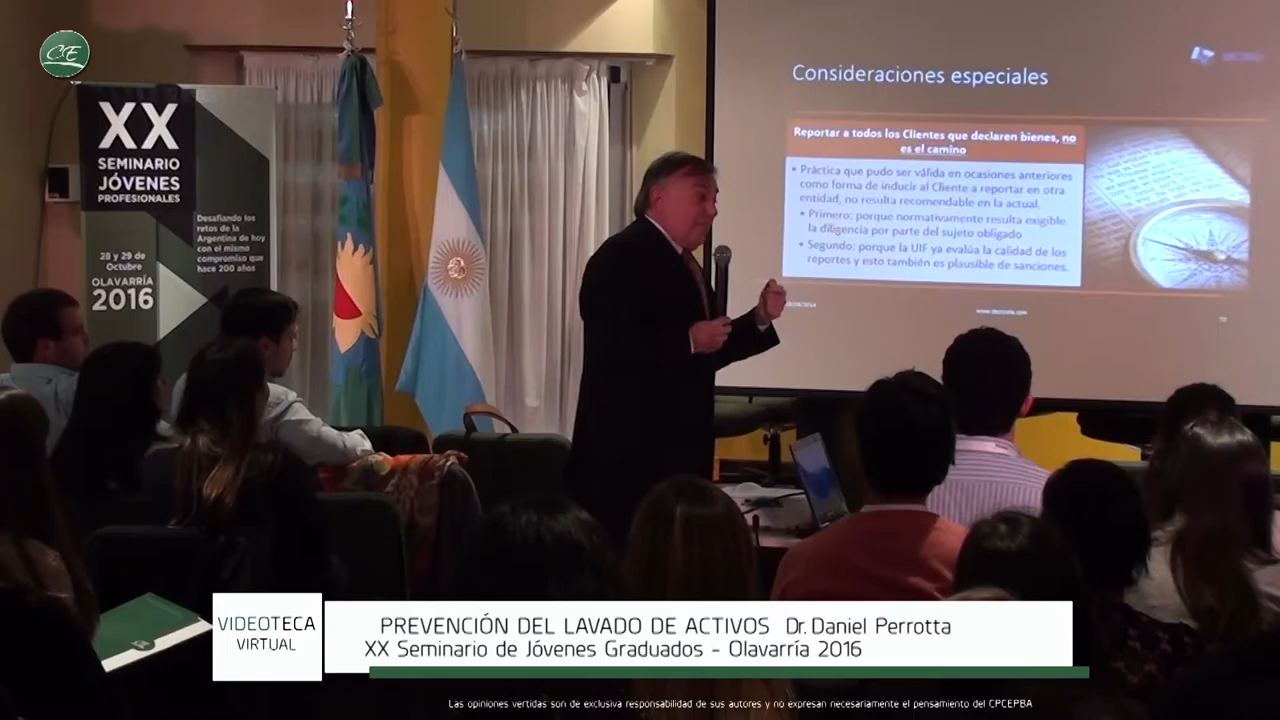 CE
XX
SEMINARIO
JÓVENES
PROFESIONALES
Desafiando los
retos de la
Argentina de hoy
con el mismo
compromiso que
hace 200 años
28 y 29 de
Octubre
OLAVARRÍA
2016
Consideraciones especiales
Reportar a todos los Clientes que declaren bienes, no
es el camino
• Práctica que pudo ser válida en ocasiones anteriores
como forma de inducir al Cliente a reportar en otra
entidad, no resulta recomendable en la actual.
• Primero: porque normativamente resulta exigible
la diligencia por parte del sujeto obligado
• Segundo: porque la UIF ya evalúa la calidad de los
reportes y esto también es plausible de sanciones.
VIDEOTECA
VIRTUAL
PREVENCIÓN DEL LAVADO DE ACTIVOS Dr. Daniel Perrotta
XX Seminario de Jóvenes Graduados - Olavarría 2016
Las opiniones vertidas son de exclusiva responsabilidad de sus autores y no expresan necesariamente el pensamiento del CPCEPBA